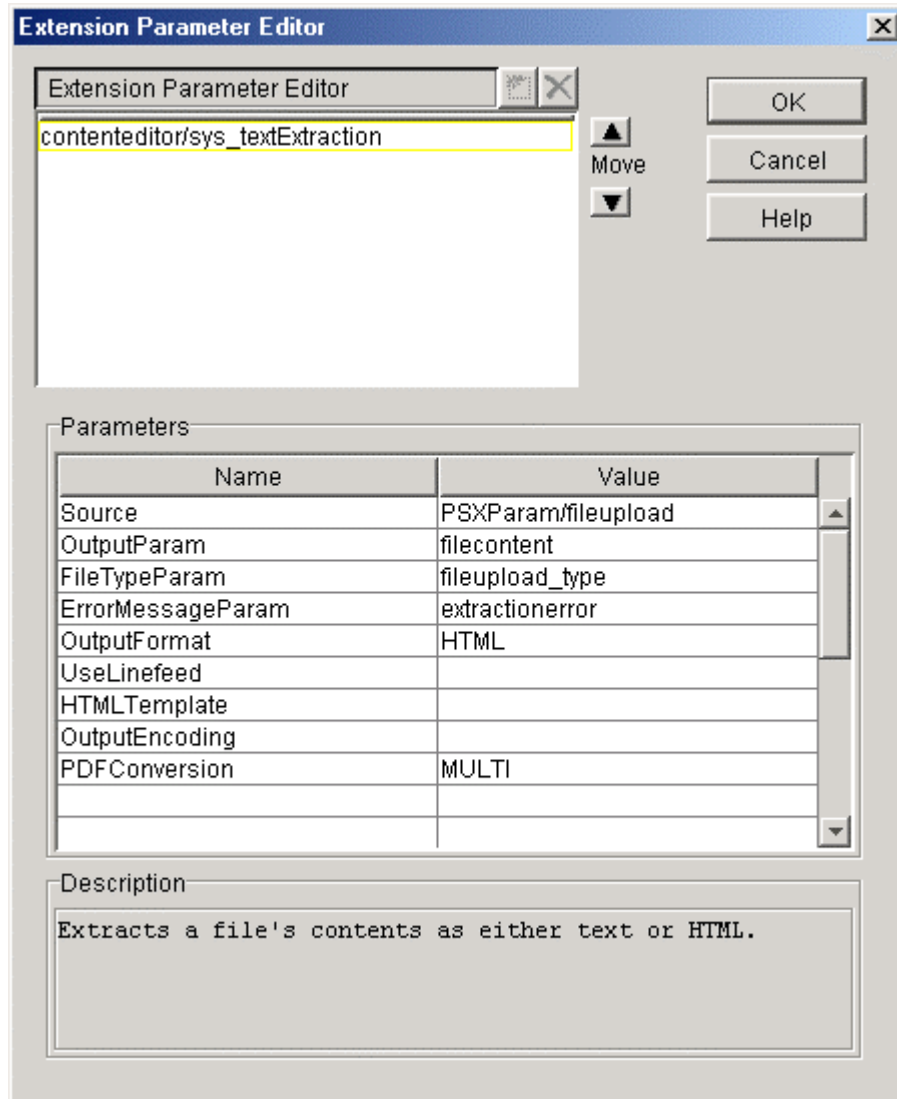 Extension Parameter Editor
Extension Parameter Editor
OK
contenteditor/sys_textExtraction
Move
Cancel
Help
Parameters
Name Value
Source PSXParam/fileupload
OutputParam filecontent
FileTypeParam fileupload_type
ErrorMessageParam extractionerror
OutputFormat HTML
UseLinefeed
HTMLTemplate
OutputEncoding
PDFConversion MULTI
Description
Extracts a file's contents as either text or HTML.